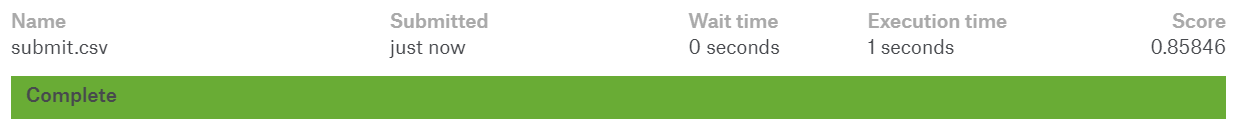 Name Submitted Wait time Execution time Score
submit.csv just now 0 seconds 1 seconds 0.85846
Complete